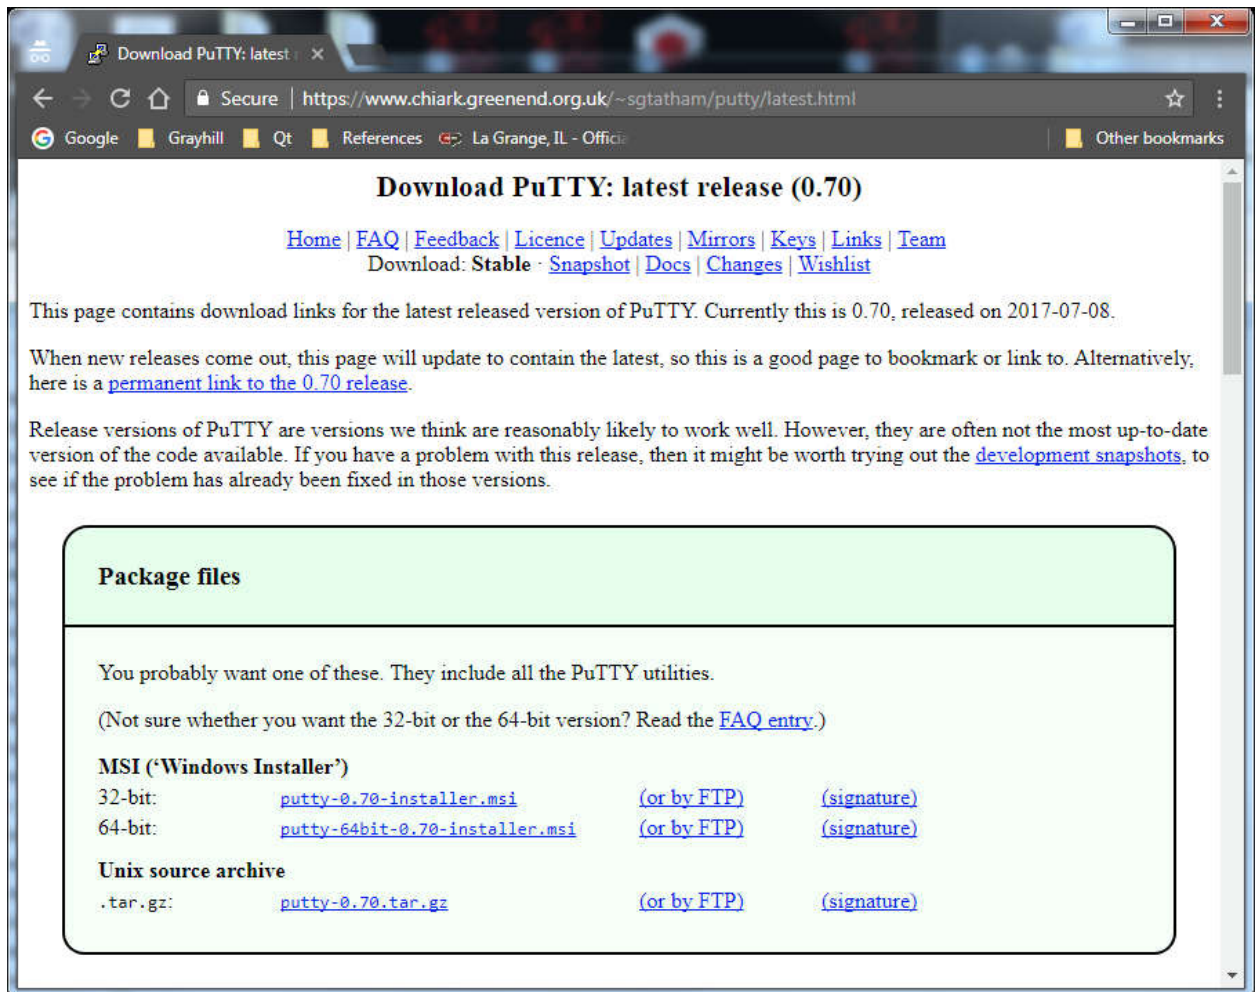 Download PuTTY: latest r
Secure | https://www.chiark.greenend.org.uk/~sgtatham/putty/latest.html
Google Grayhill Qt References La Grange, IL - Officia Other bookmarks
Download PuTTY: latest release (0.70)
Home | FAQ | Feedback | Licence | Updates | Mirrors | Keys | Links | Team
Download: Stable · Snapshot | Docs | Changes | Wishlist
This page contains download links for the latest released version of PuTTY. Currently this is 0.70, released on 2017-07-08.
When new releases come out, this page will update to contain the latest, so this is a good page to bookmark or link to. Alternatively,
here is a permanent link to the 0.70 release.
Release versions of PuTTY are versions we think are reasonably likely to work well. However, they are often not the most up-to-date
version of the code available. If you have a problem with this release, then it might be worth trying out the development snapshots, to
see if the problem has already been fixed in those versions.
Package files
You probably want one of these. They include all the PuTTY utilities.
(Not sure whether you want the 32-bit or the 64-bit version? Read the FAQ entry.)
MSI (‘Windows Installer’)
32-bit: putty-0.70-installer.msi (or by FTP) (signature)
64-bit: putty-64bit-0.70-installer.msi (or by FTP) (signature)
Unix source archive
.tar.gz: putty-0.70.tar.gz (or by FTP) (signature)